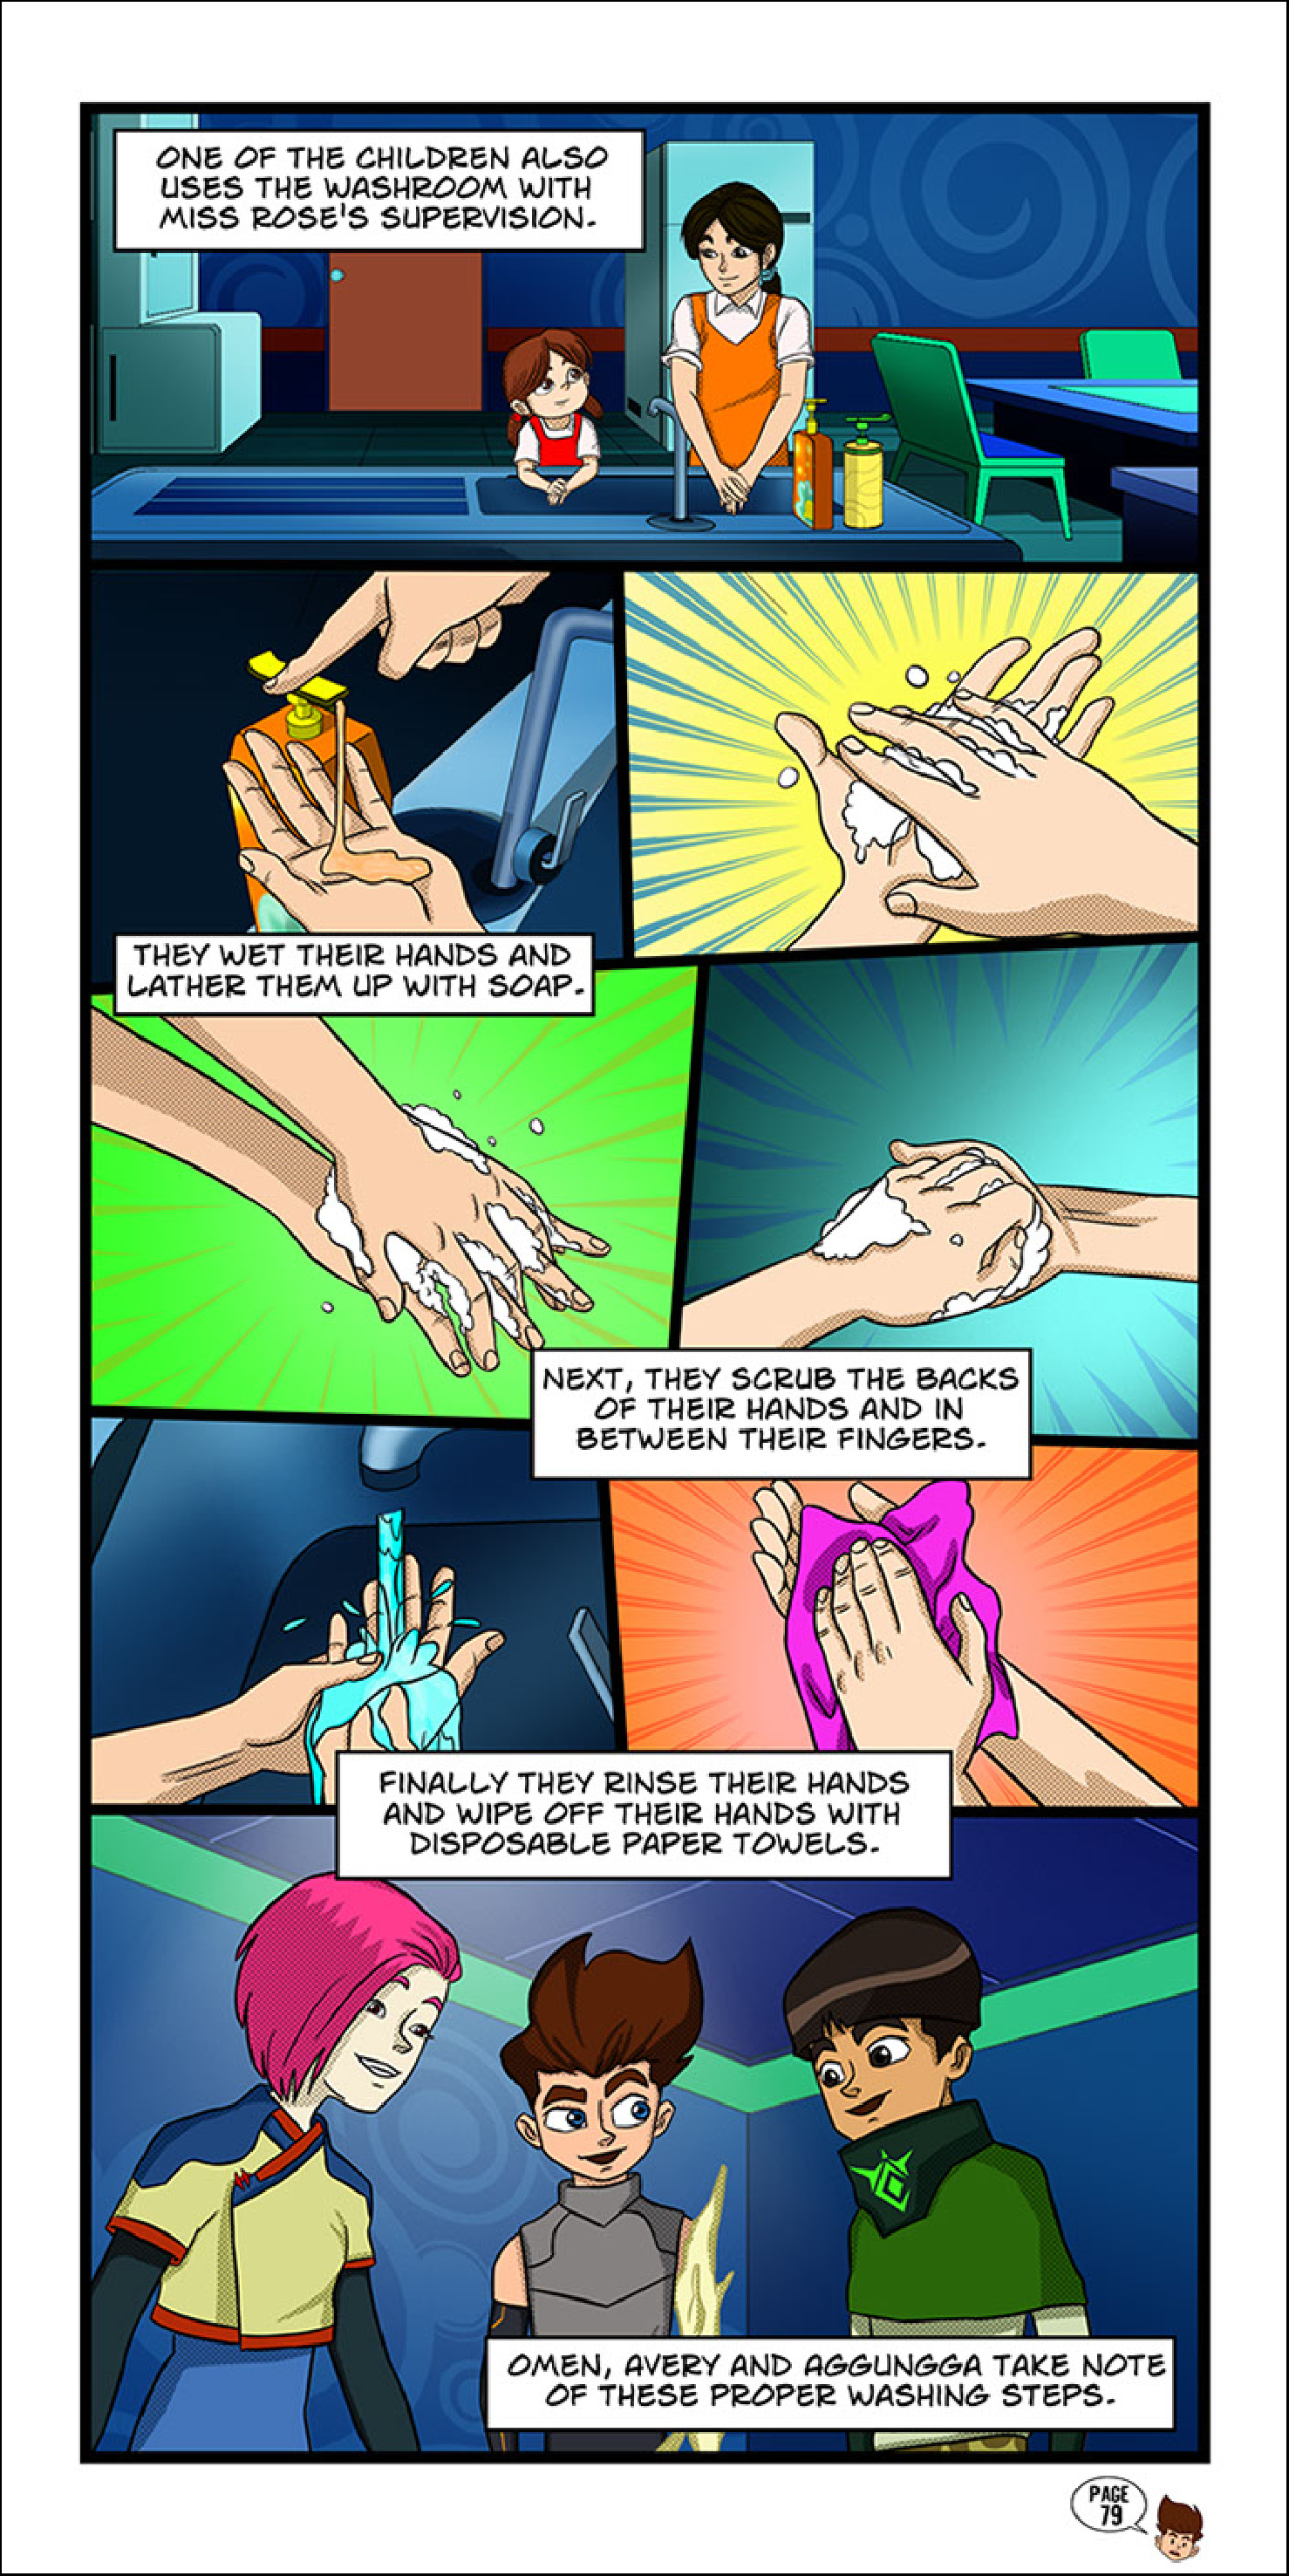 ONE OF THE CHILDREN ALSO
USES THE WASHROOM WITH
MISS ROSE'S SUPERVISION.
THEY WET THEIR HANDS AND
LATHER THEM UP WITH SOAP.
NEXT, THEY SCRUB THE BACKS
OF THEIR HANDS AND IN
BETWEEN THEIR FINGERS.
FINALLY THEY RINSE THEIR HANDS
AND WIPE OFF THEIR HANDS WITH
DISPOSABLE PAPER TOWELS.
OMEN, AVERY AND AGGUNGGA TAKE NOTE
OF THESE PROPER WASHING STEPS.
PAGE
79